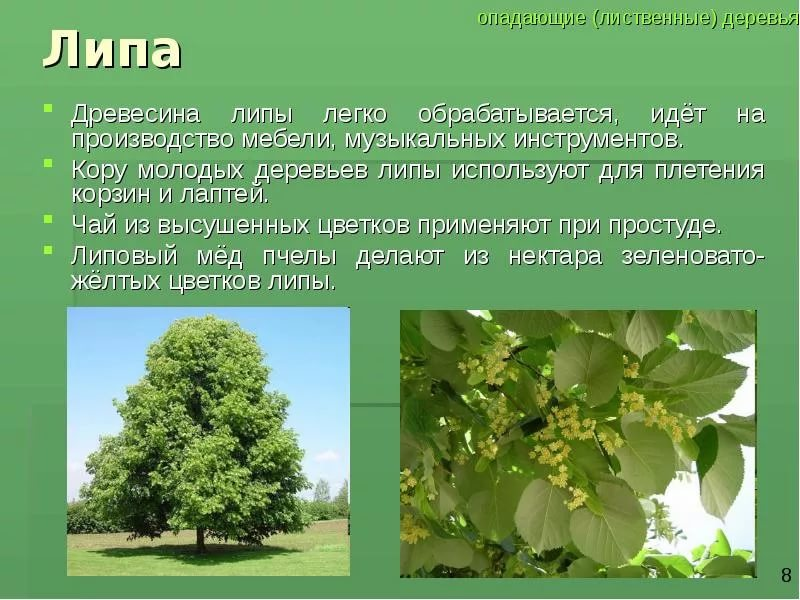 опадающие (лиственные) деревья
Липа
Древесина липы легко обрабатывается, идёт на
производство мебели, музыкальных инструментов.
Кору молодых деревьев липы используют для плетения
корзин и лаптей.
Чай из высушенных цветков применяют при простуде.
Липовый мёд пчелы делают из нектара зеленовато-
жёлтых цветков липы.
8